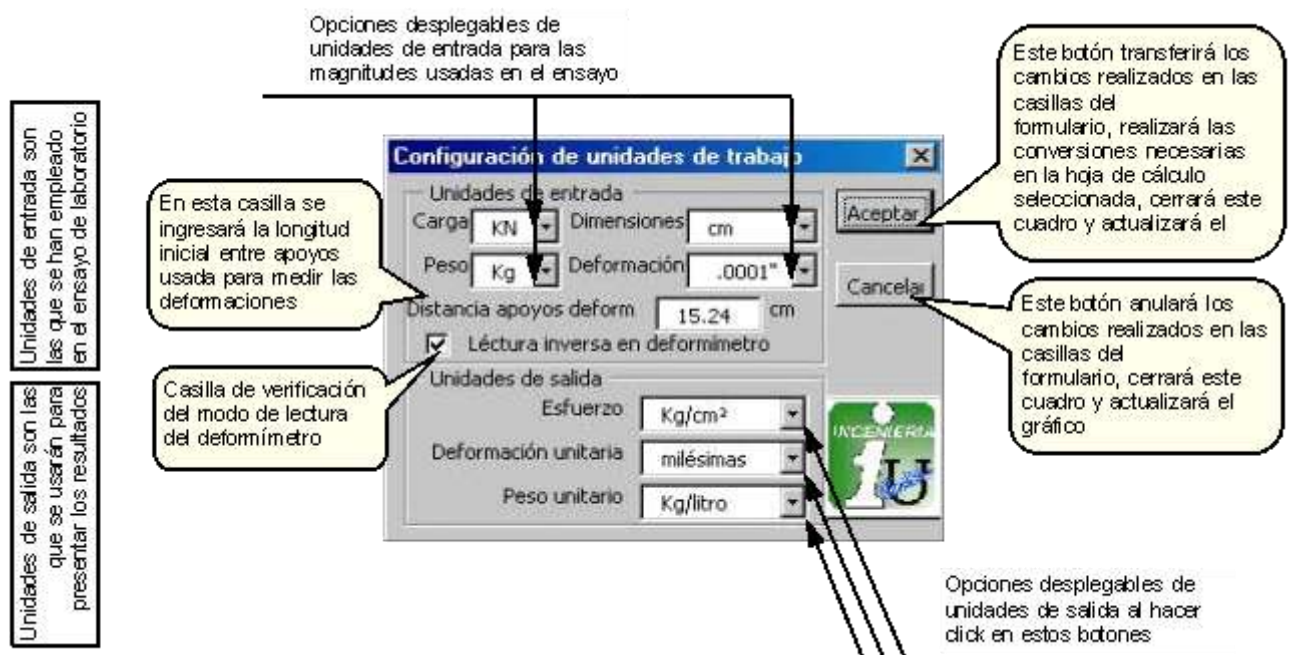 Opciones desplegables de
unidades de entrada para las
magnitudes usadas en el ensayo
Este botón transferirá los
cambios realizados en las
casillas del
formulario, realizará las
conversiones necesarias
en la hoja de cálculo
seleccionada, cerrará este
cuadro y actualizará el
Unidades de entrada son
las que se han empleado
en el ensayo de laboratorio
En esta casilla se
ingresará la longitud
inicial entre apoyos
usada para medir las
deformaciones
Configuración de unidades de trabajo
Unidades de entrada
Carga KN Dimensiones cm
Peso Kg Deformación .0001"
Distancia apoyos deform 15.24 cm
Léctura inversa en deformímetro
Aceptar
Cancelar
Este botón anulará los
cambios realizados en las
casillas del
formulario, cerrará este
cuadro y actualizará el
gráfico
Casilla de verificación
del modo de lectura
del deformímetro
Unidades de salida son las
que se usarán para
presentar los resultados
Unidades de salida
Esfuerzo Kg/cm²
Deformación unitaria milésimas
Peso unitario Kg/litro
INGENIERIA
U
Opciones desplegables de
unidades de salida al hacer
click en estos botones